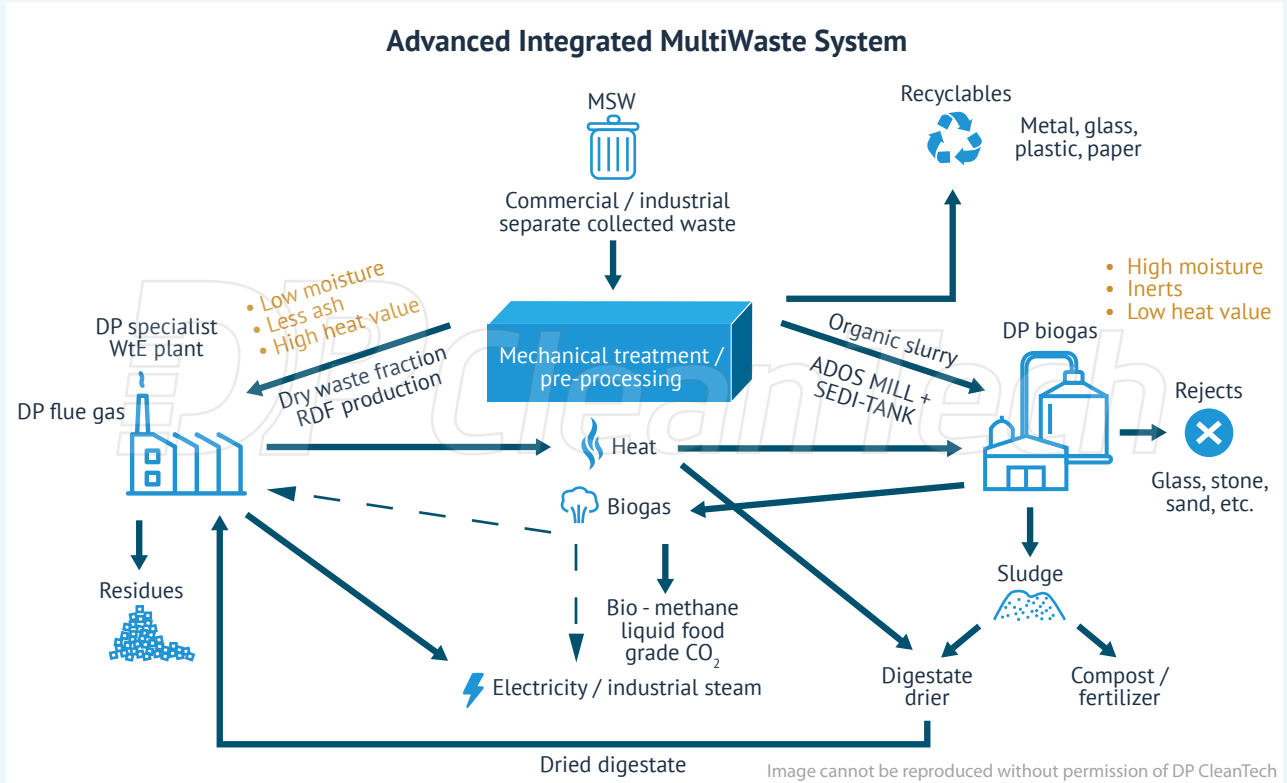 Advanced Integrated MultiWaste System
MSW
Commercial / industrial
separate collected waste
Recyclables
Metal, glass,
plastic, paper
• Low moisture
• Less ash
• High heat value
• High moisture
• Inerts
• Low heat value
DP specialist
WtE plant
DP flue gas
Dry waste fraction
RDF production
Mechanical treatment /
pre-processing
Organic slurry
ADOS MILL +
SEDI-TANK
DP biogas
Rejects
Glass, stone,
sand, etc.
Heat
Biogas
Residues
Bio - methane
liquid food
grade CO₂
Sludge
Electricity / industrial steam
Digestate
drier
Compost /
fertilizer
Dried digestate
DP CleanTech
Image cannot be reproduced without permission of DP CleanTech